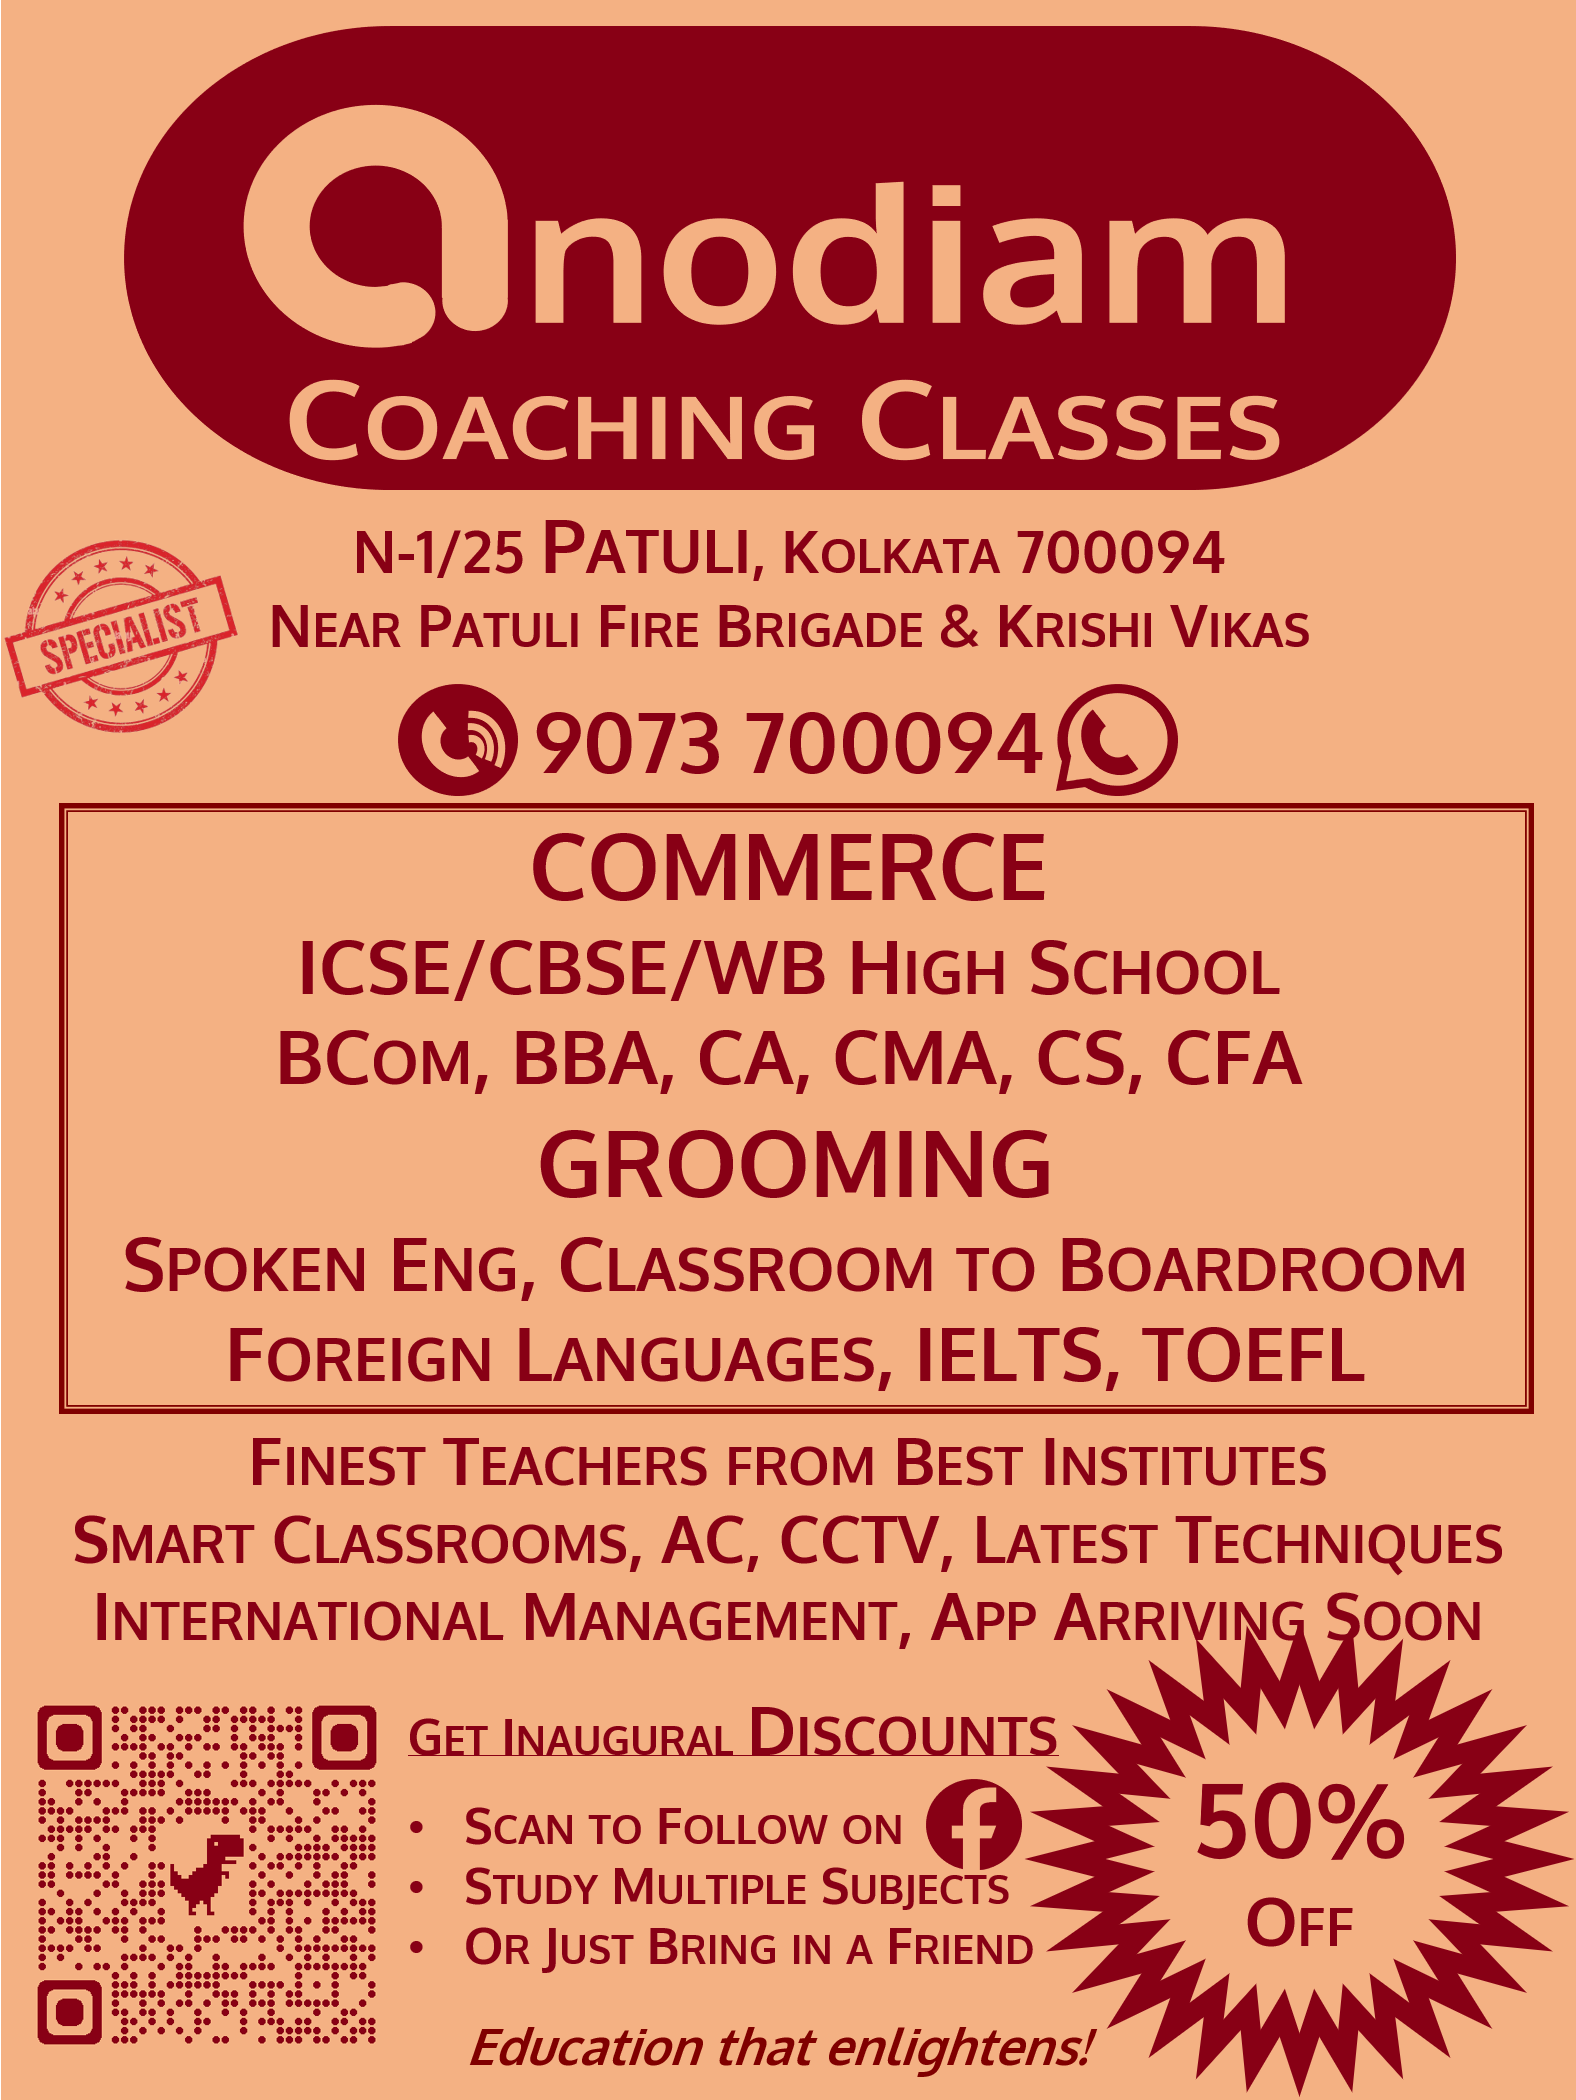 anodiam
COACHING CLASSES
N-1/25 PATULI, KOLKATA 700094
NEAR PATULI FIRE BRIGADE & KRISHI VIKAS
SPECIALIST
9073 700094
COMMERCE
ICSE/CBSE/WB HIGH SCHOOL
BCOM, BBA, CA, CMA, CS, CFA
GROOMING
SPOKEN ENG, CLASSROOM TO BOARDROOM
FOREIGN LANGUAGES, IELTS, TOEFL
FINEST TEACHERS FROM BEST INSTITUTES
SMART CLASSROOMS, AC, CCTV, LATEST TECHNIQUES
INTERNATIONAL MANAGEMENT, APP ARRIVING SOON
GET INAUGURAL DISCOUNTS
• SCAN TO FOLLOW ON f
• STUDY MULTIPLE SUBJECTS
• OR JUST BRING IN A FRIEND
50%
OFF
Education that enlightens!